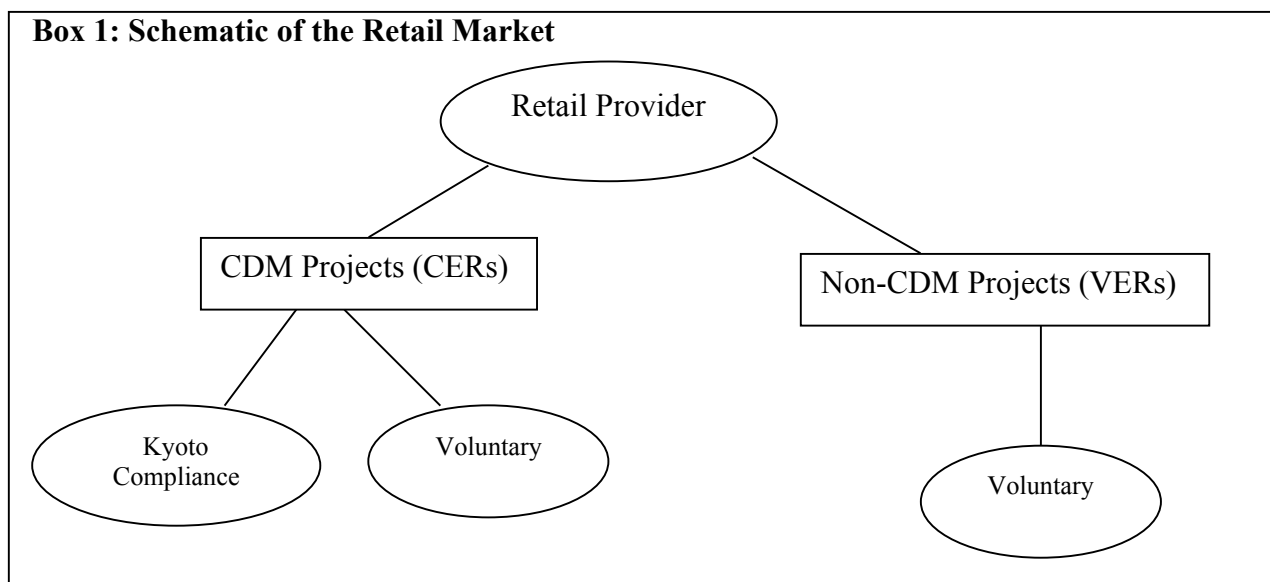 Box 1: Schematic of the Retail Market
Retail Provider
CDM Projects (CERs)
Non-CDM Projects (VERs)
Kyoto
Compliance
Voluntary
Voluntary